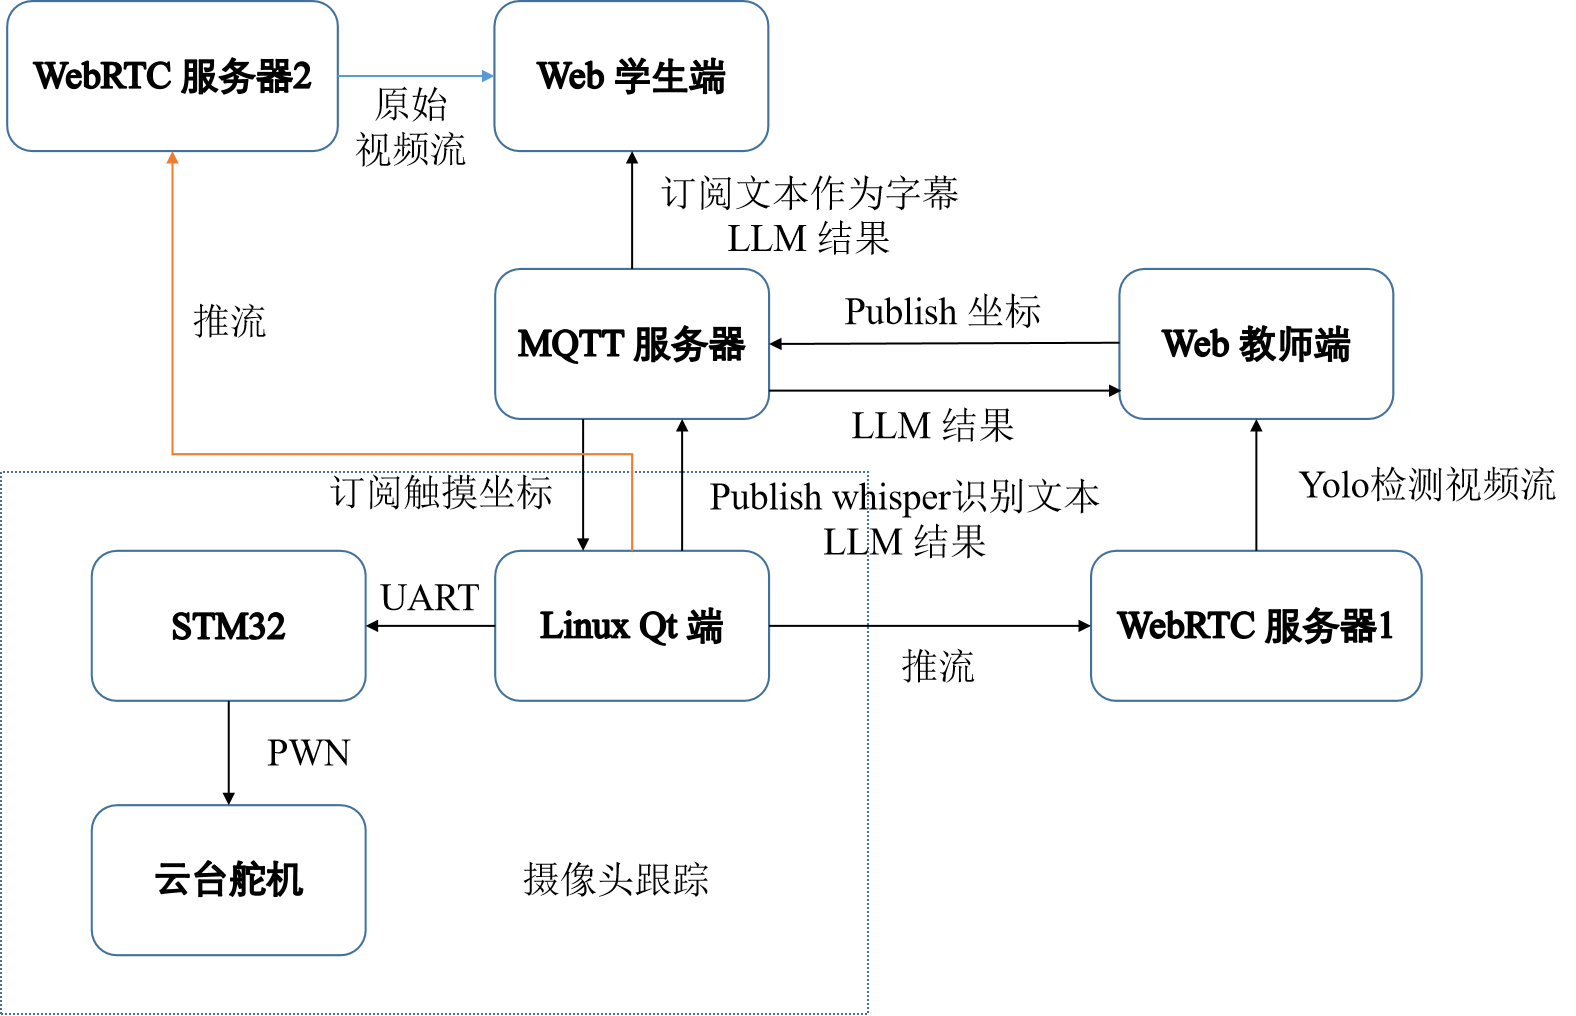 WebRTC 服务器2
Web 学生端
原始
视频流
订阅文本作为字幕
LLM 结果
推流
MQTT 服务器
Publish 坐标
Web 教师端
LLM 结果
订阅触摸坐标
Publish whisper识别文本
LLM 结果
Yolo检测视频流
STM32
UART
Linux Qt 端
推流
WebRTC 服务器1
PWN
云台舵机
摄像头跟踪